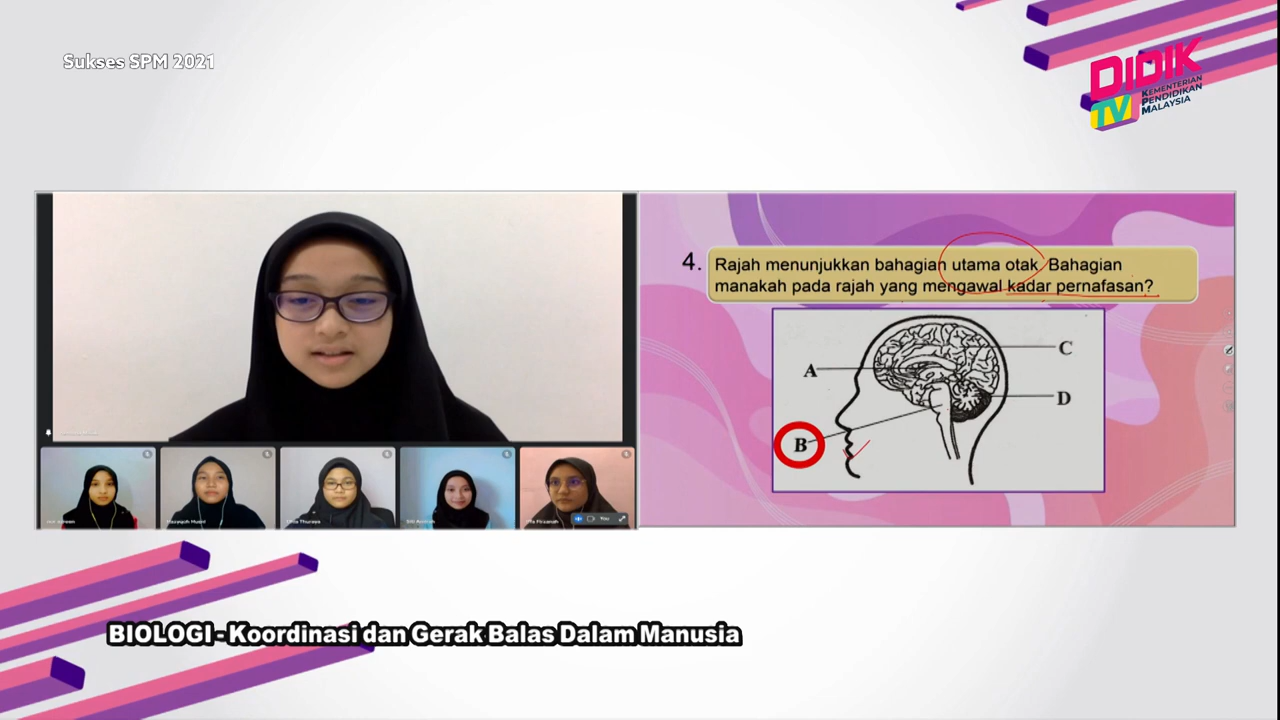 Sukses SPM 2021
DIDIK
TV
KEMENTERIAN
PENDIDIKAN
MALAYSIA
4.
Rajah menunjukkan bahagian utama otak. Bahagian
manakah pada rajah yang mengawal kadar pernafasan?
A
C
D
B
You
BIOLOGI - Koordinasi dan Gerak Balas Dalam Manusia